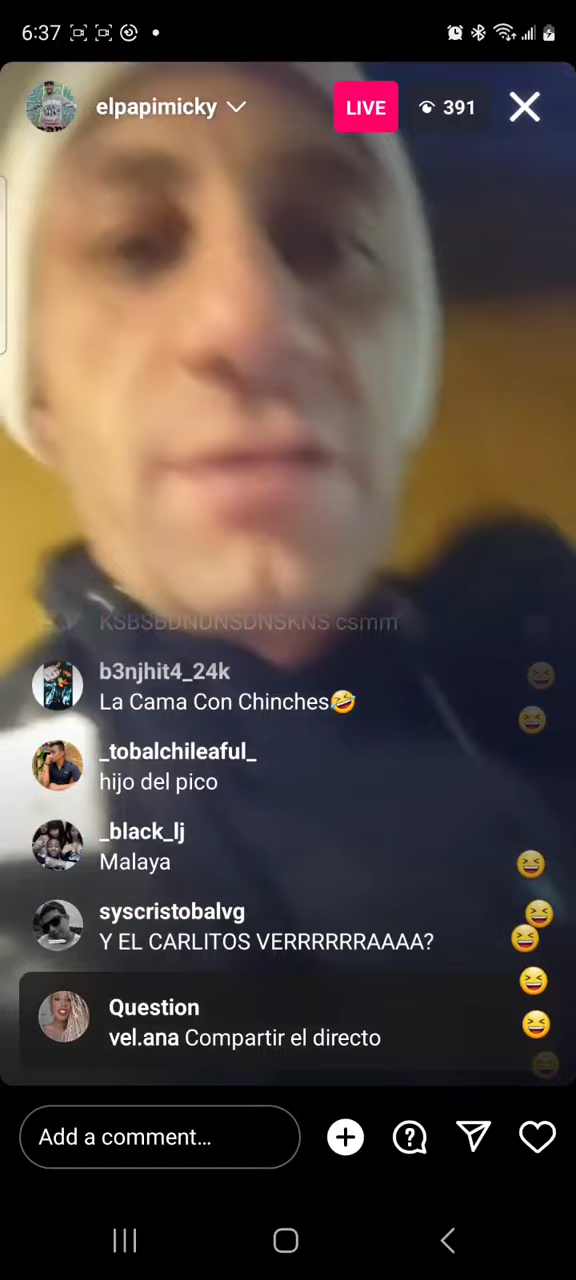 6:37
elpapimicky
LIVE
391
KSBSBDNDNSDNSKNS csmm
b3njhit4_24k
La Cama Con Chinches🤣
_tobalchileaful_
hijo del pico
_black_lj
Malaya
syscristobalvg
Y EL CARLITOS VERRRRRRAAAA?
Question
vel.ana Compartir el directo
Add a comment...